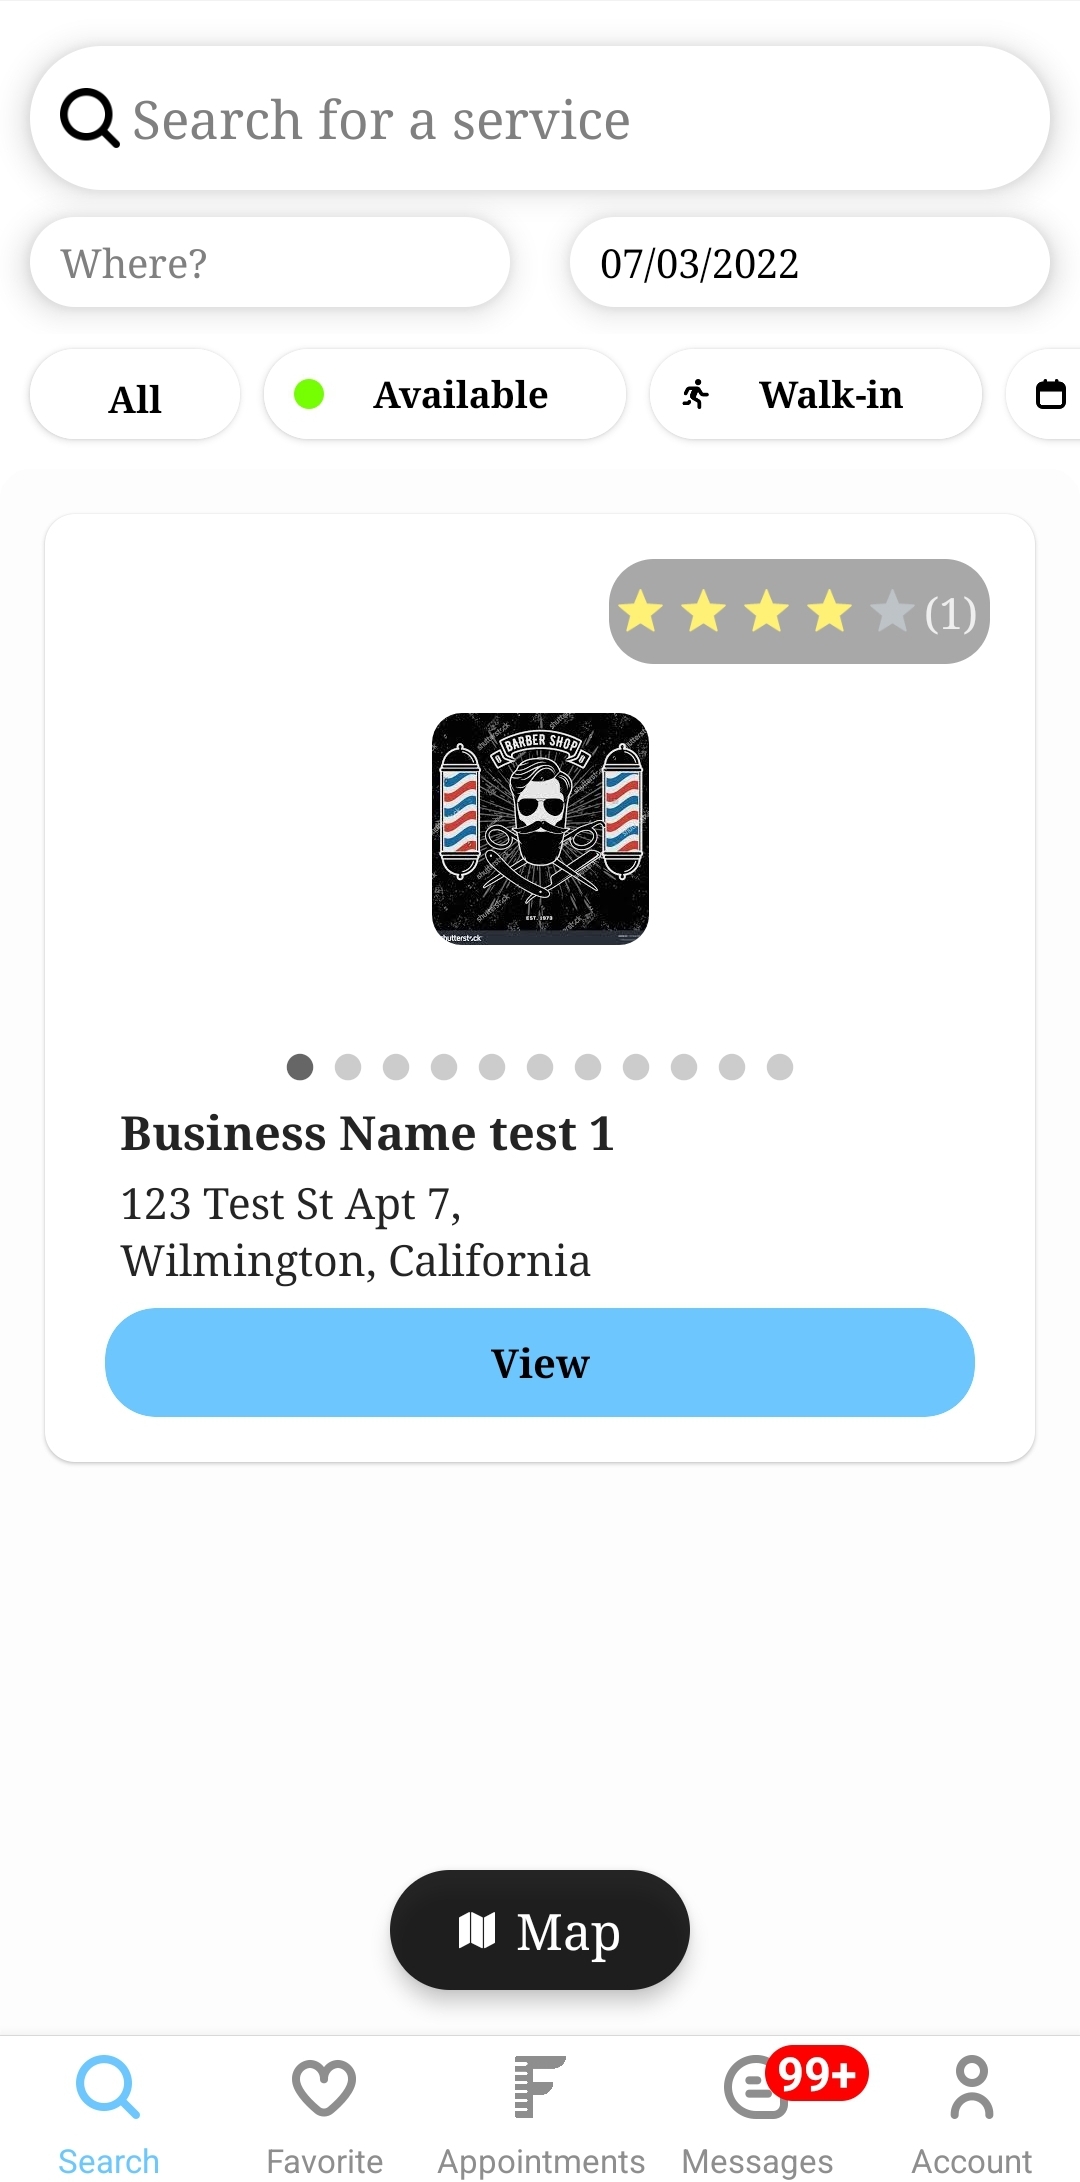 Search for a service
Where?
07/03/2022
All
Available
Walk-in
(1)
BARBER SHOP
EST. 1973
shutterstock
Business Name test 1
123 Test St Apt 7,
Wilmington, California
View
Map
99+
Search
Favorite
Appointments
Messages
Account